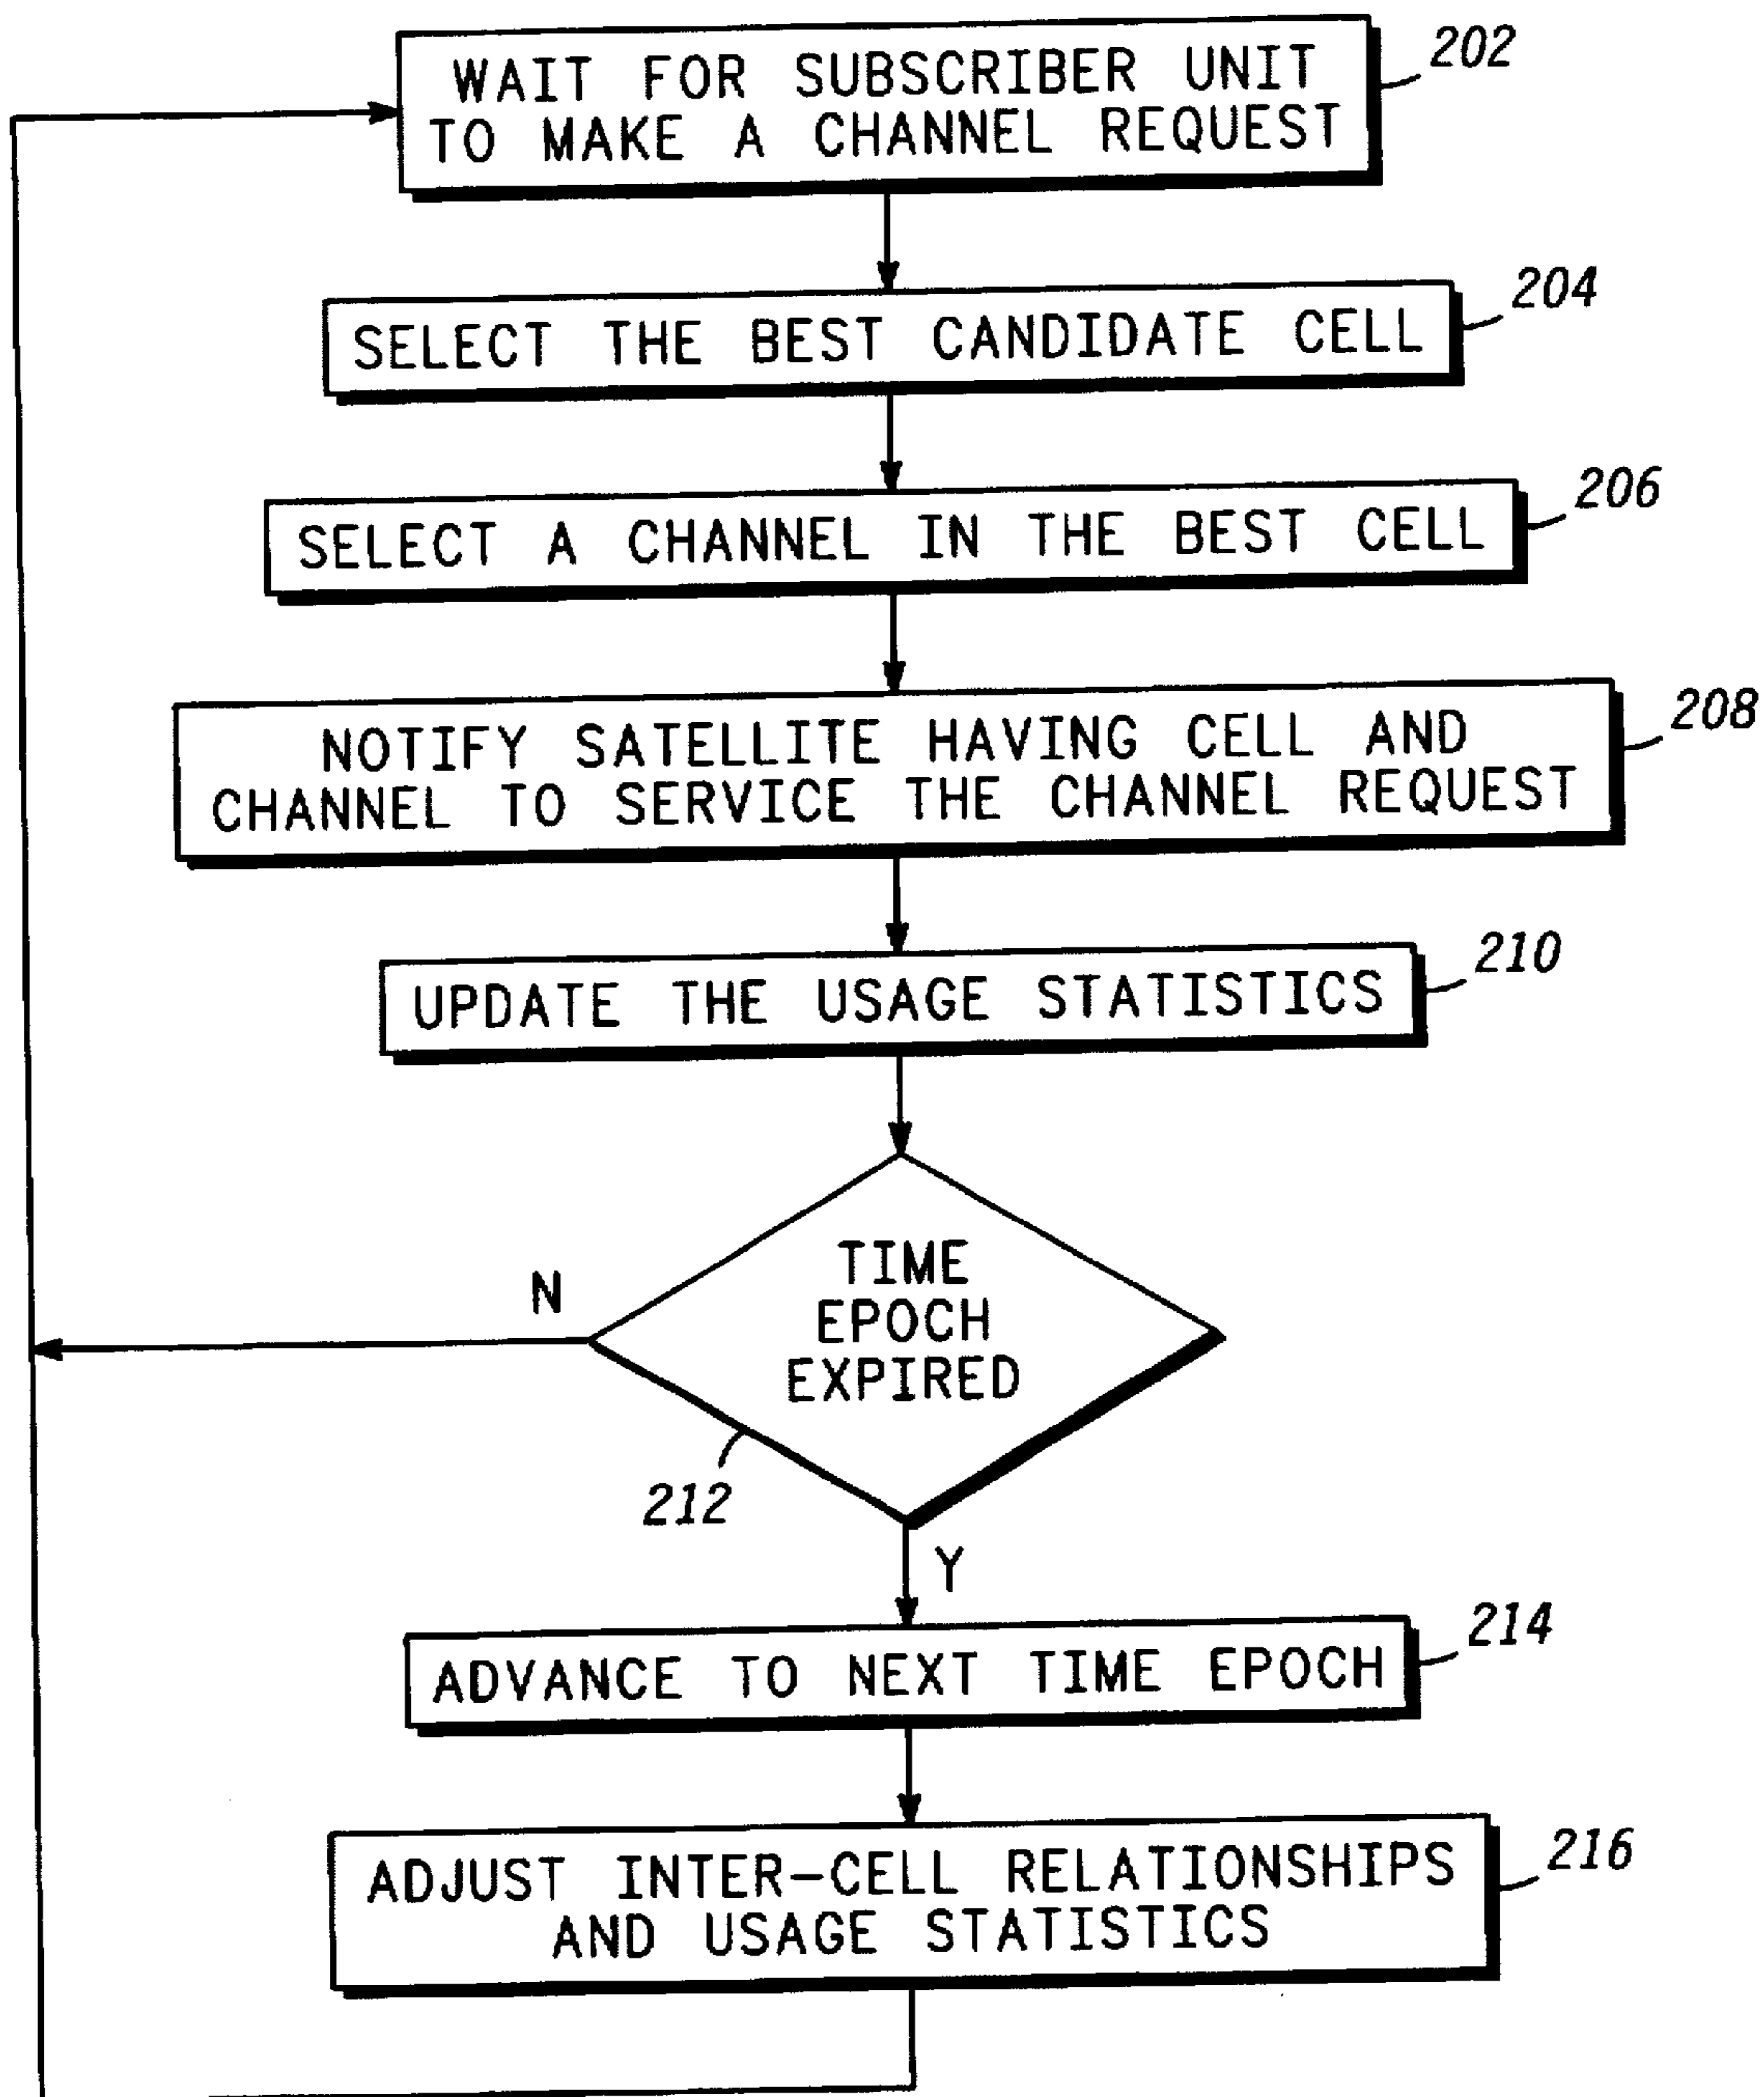 WAIT FOR SUBSCRIBER UNIT
TO MAKE A CHANNEL REQUEST
202
SELECT THE BEST CANDIDATE CELL
204
SELECT A CHANNEL IN THE BEST CELL
206
NOTIFY SATELLITE HAVING CELL AND
CHANNEL TO SERVICE THE CHANNEL REQUEST
208
UPDATE THE USAGE STATISTICS
210
TIME
EPOCH
EXPIRED
N
212
Y
ADVANCE TO NEXT TIME EPOCH
214
ADJUST INTER-CELL RELATIONSHIPS
AND USAGE STATISTICS
216